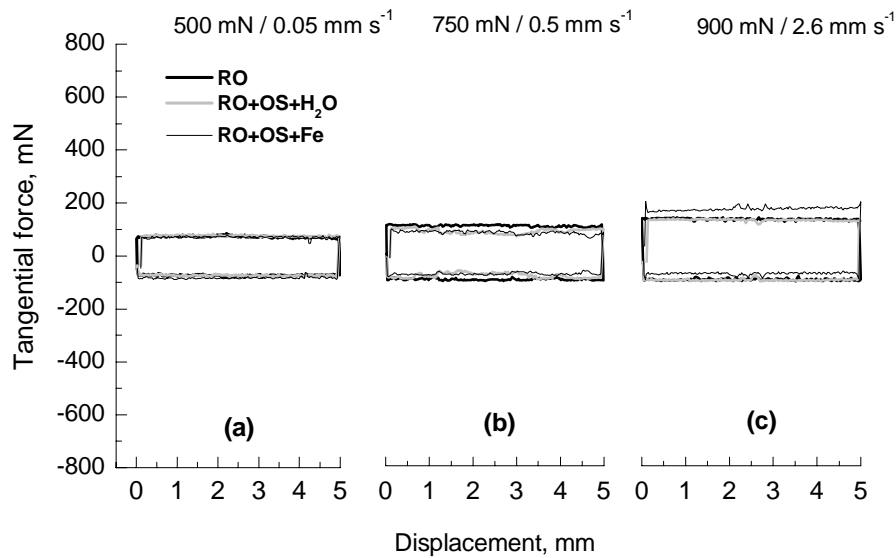 500 mN / 0.05 mm s⁻¹ 750 mN / 0.5 mm s⁻¹ 900 mN / 2.6 mm s⁻¹
800
600
400
200
0
-200
-400
-600
-800
Tangential force, mN
RO
RO+OS+H₂O
RO+OS+Fe
(a) (b) (c)
0 1 2 3 4 5 0 1 2 3 4 5 0 1 2 3 4 5
Displacement, mm